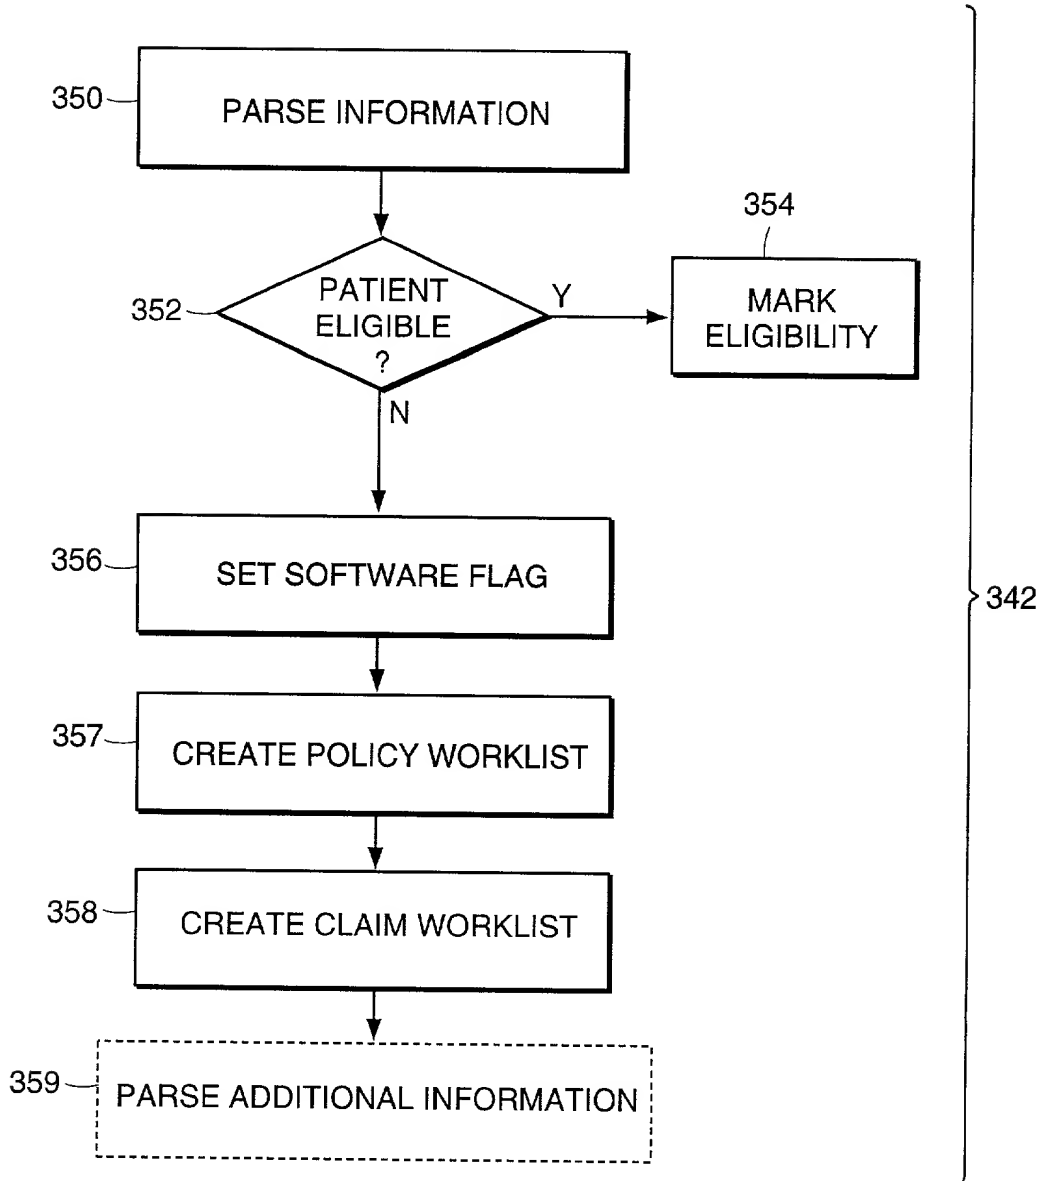 350
PARSE INFORMATION
354
352
PATIENT
ELIGIBLE
?
Y
MARK
ELIGIBILITY
N
356
SET SOFTWARE FLAG
342
357
CREATE POLICY WORKLIST
358
CREATE CLAIM WORKLIST
359
PARSE ADDITIONAL INFORMATION